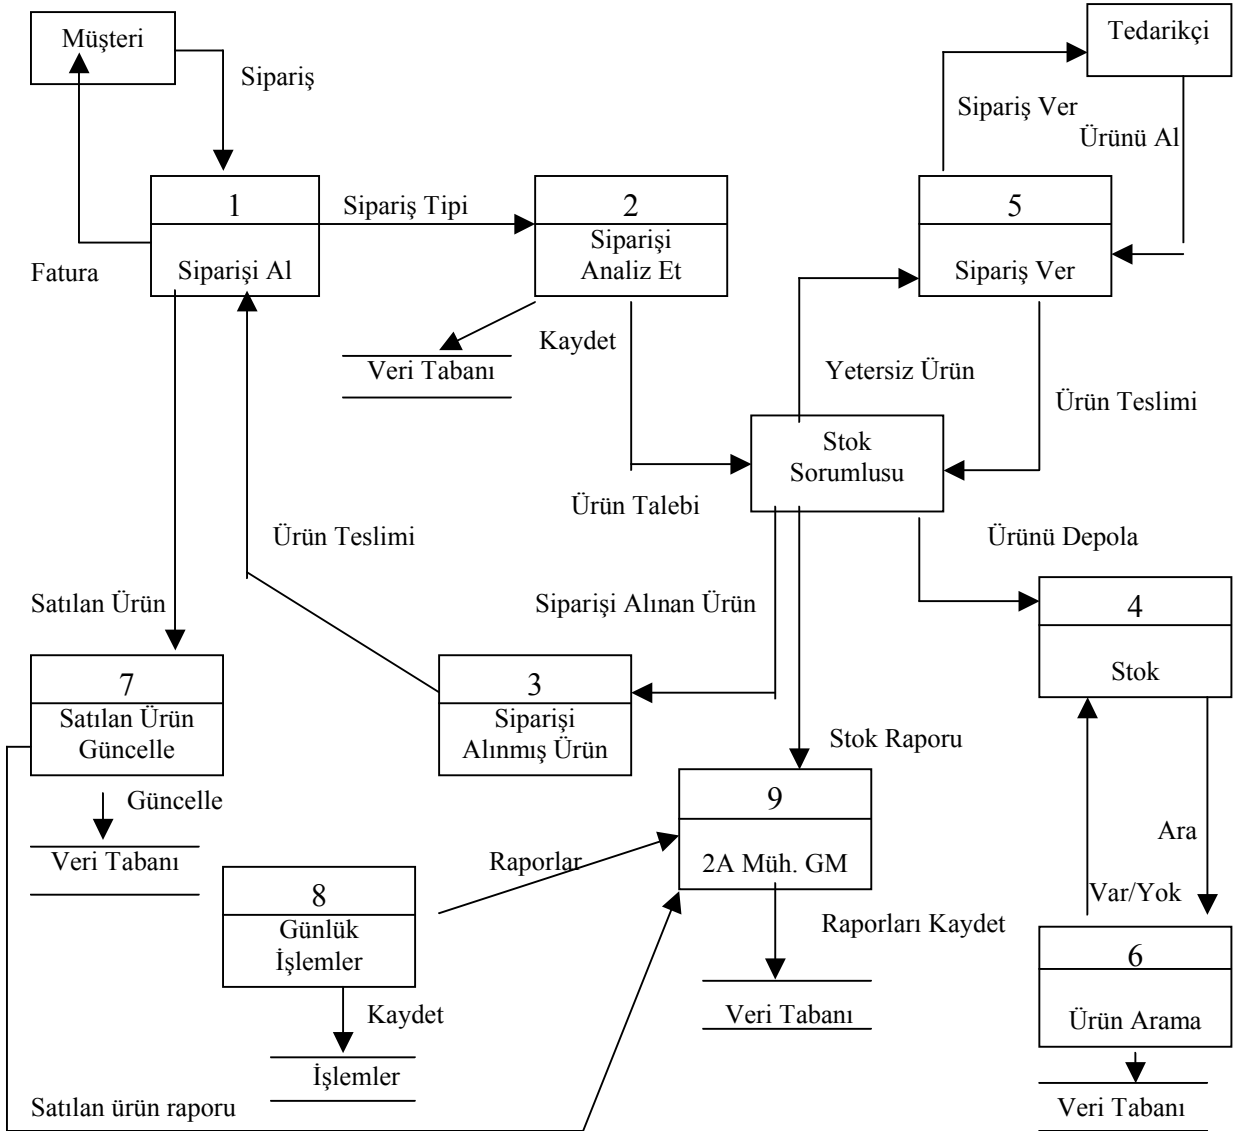 Müşteri
Tedarikçi
Sipariş
Sipariş Ver
Ürünü Al
1
Siparişi Al
Sipariş Tipi
2
Siparişi
Analiz Et
5
Sipariş Ver
Fatura
Kaydet
Veri Tabanı
Yetersiz Ürün
Ürün Teslimi
Stok
Sorumlusu
Ürün Talebi
Ürün Teslimi
Ürünü Depola
Satılan Ürün
Siparişi Alınan Ürün
4
Stok
7
Satılan Ürün
Güncelle
3
Siparişi
Alınmış Ürün
Stok Raporu
Güncelle
9
2A Müh. GM
Ara
Veri Tabanı
Raporlar
Var/Yok
8
Günlük
İşlemler
Raporları Kaydet
6
Ürün Arama
Kaydet
Veri Tabanı
İşlemler
Satılan ürün raporu
Veri Tabanı